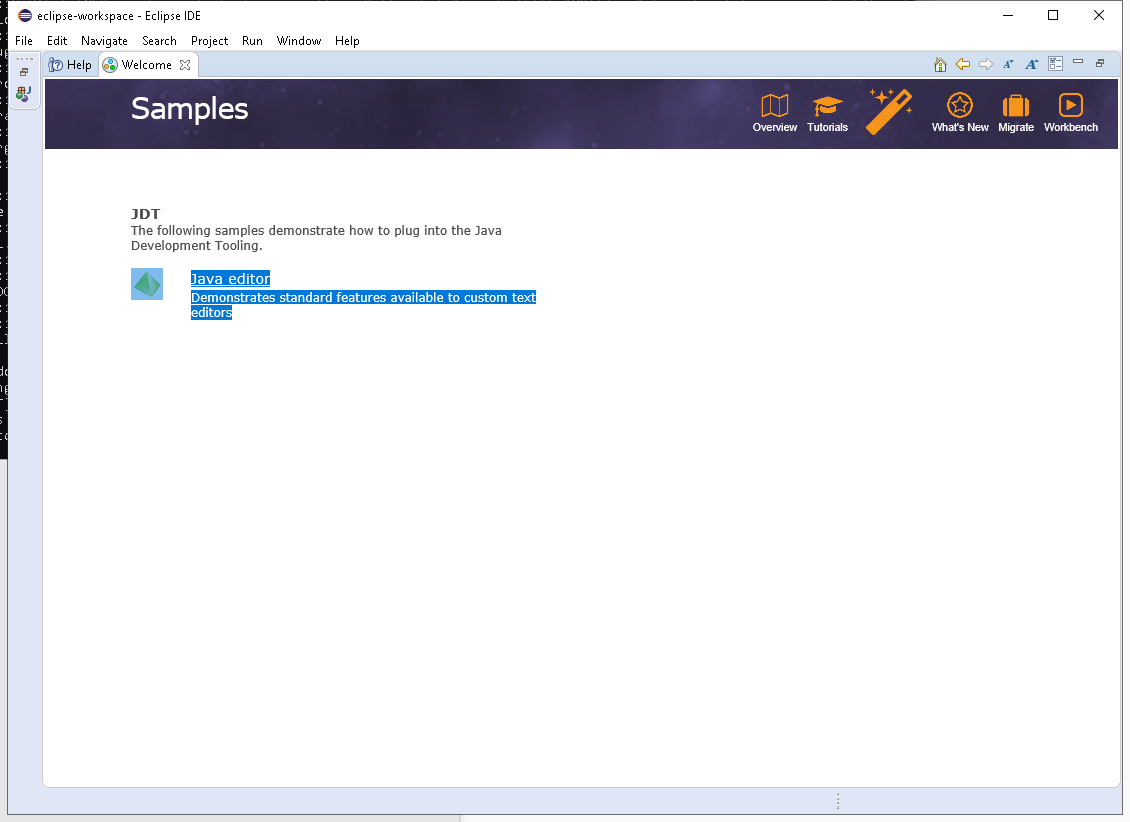 eclipse-workspace - Eclipse IDE
File Edit Navigate Search Project Run Window Help
Help Welcome
Samples
Overview Tutorials What's New Migrate Workbench
JDT
The following samples demonstrate how to plug into the Java
Development Tooling.
Java editor
Demonstrates standard features available to custom text
editors